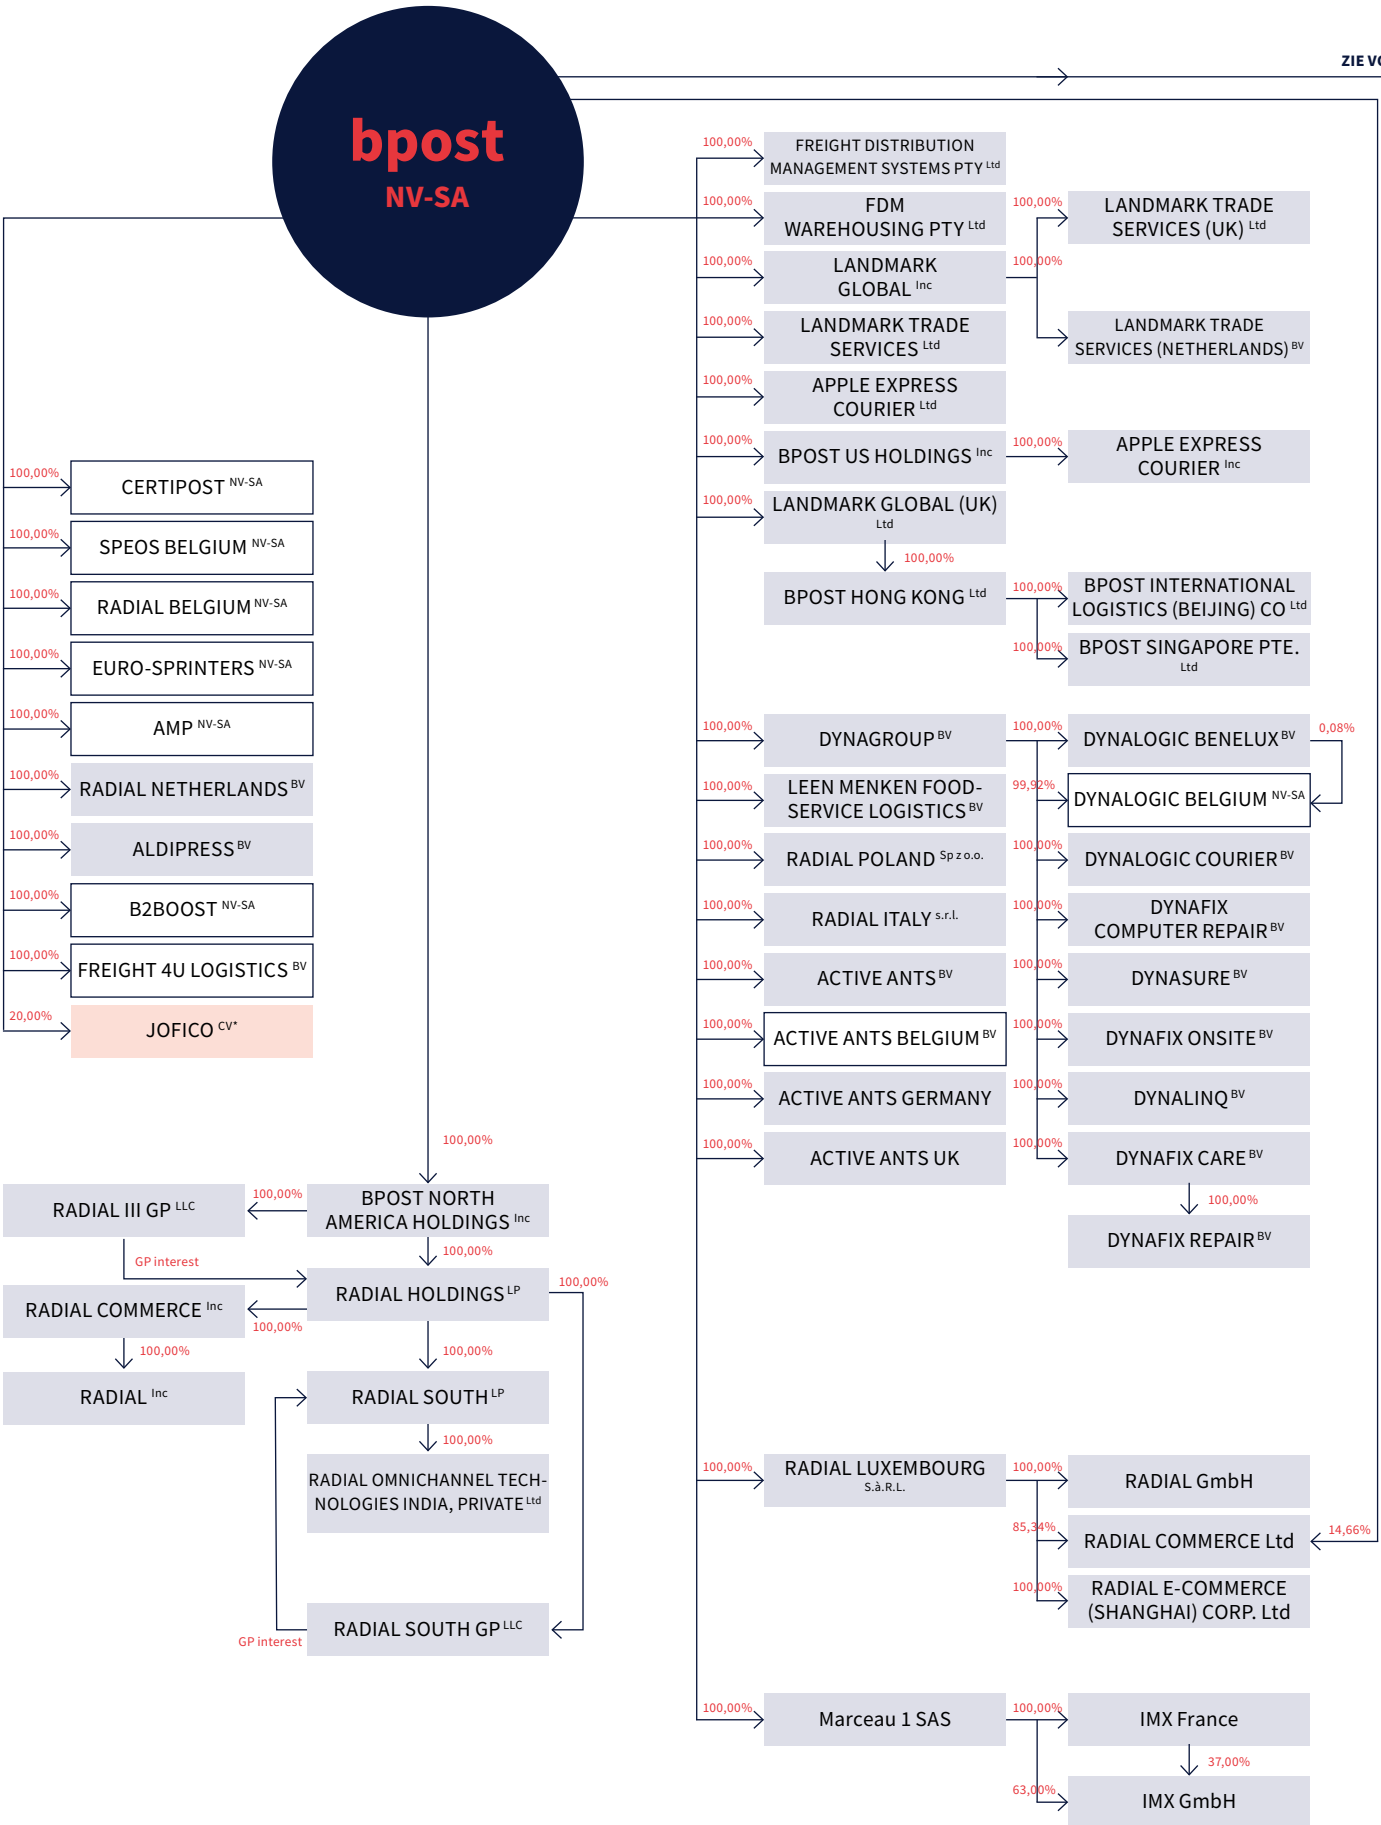 bpost
NV-SA
ZIE
100,00%
CERTIPOST NV-SA
100,00%
SPEOS BELGIUM NV-SA
100,00%
RADIAL BELGIUM NV-SA
100,00%
EURO-SPRINTERS NV-SA
100,00%
AMP NV-SA
100,00%
RADIAL NETHERLANDS BV
100,00%
ALDIPRESS BV
100,00%
B2BOOST NV-SA
100,00%
FREIGHT 4U LOGISTICS BV
20,00%
JOFICO CV*
100,00%
BPOST NORTH
AMERICA HOLDINGS Inc
100,00%
RADIAL III GP LLC
GP interest
100,00%
RADIAL HOLDINGS LP
100,00%
100,00%
RADIAL COMMERCE Inc
100,00%
RADIAL Inc
100,00%
RADIAL SOUTH LP
100,00%
RADIAL OMNICHANNEL TECH-
NOLOGIES INDIA, PRIVATE Ltd
RADIAL SOUTH GP LLC
GP interest
100,00%
FREIGHT DISTRIBUTION
MANAGEMENT SYSTEMS PTY Ltd
100,00%
FDM
WAREHOUSING PTY Ltd
100,00%
LANDMARK
GLOBAL Inc
100,00%
LANDMARK TRADE
SERVICES (UK) Ltd
100,00%
LANDMARK TRADE
SERVICES (NETHERLANDS) BV
100,00%
LANDMARK TRADE
SERVICES Ltd
100,00%
APPLE EXPRESS
COURIER Ltd
100,00%
BPOST US HOLDINGS Inc
100,00%
APPLE EXPRESS
COURIER Inc
100,00%
LANDMARK GLOBAL (UK)
Ltd
100,00%
BPOST HONG KONG Ltd
100,00%
BPOST INTERNATIONAL
LOGISTICS (BEIJING) CO Ltd
100,00%
BPOST SINGAPORE PTE.
Ltd
100,00%
DYNAGROUP BV
100,00%
DYNALOGIC BENELUX BV
0,08%
100,00%
LEEN MENKEN FOOD-
SERVICE LOGISTICS BV
99,92%
DYNALOGIC BELGIUM NV-SA
100,00%
RADIAL POLAND Sp z o.o.
100,00%
DYNALOGIC COURIER BV
100,00%
RADIAL ITALY s.r.l.
100,00%
DYNAFIX
COMPUTER REPAIR BV
100,00%
ACTIVE ANTS BV
100,00%
DYNASURE BV
100,00%
ACTIVE ANTS BELGIUM BV
100,00%
DYNAFIX ONSITE BV
100,00%
ACTIVE ANTS GERMANY
100,00%
DYNALINQ BV
100,00%
ACTIVE ANTS UK
100,00%
DYNAFIX CARE BV
100,00%
DYNAFIX REPAIR BV
100,00%
RADIAL LUXEMBOURG
S.à.R.L.
100,00%
RADIAL GmbH
85,34%
RADIAL COMMERCE Ltd
14,66%
100,00%
RADIAL E-COMMERCE
(SHANGHAI) CORP. Ltd
100,00%
Marceau 1 SAS
100,00%
IMX France
37,00%
63,00%
IMX GmbH